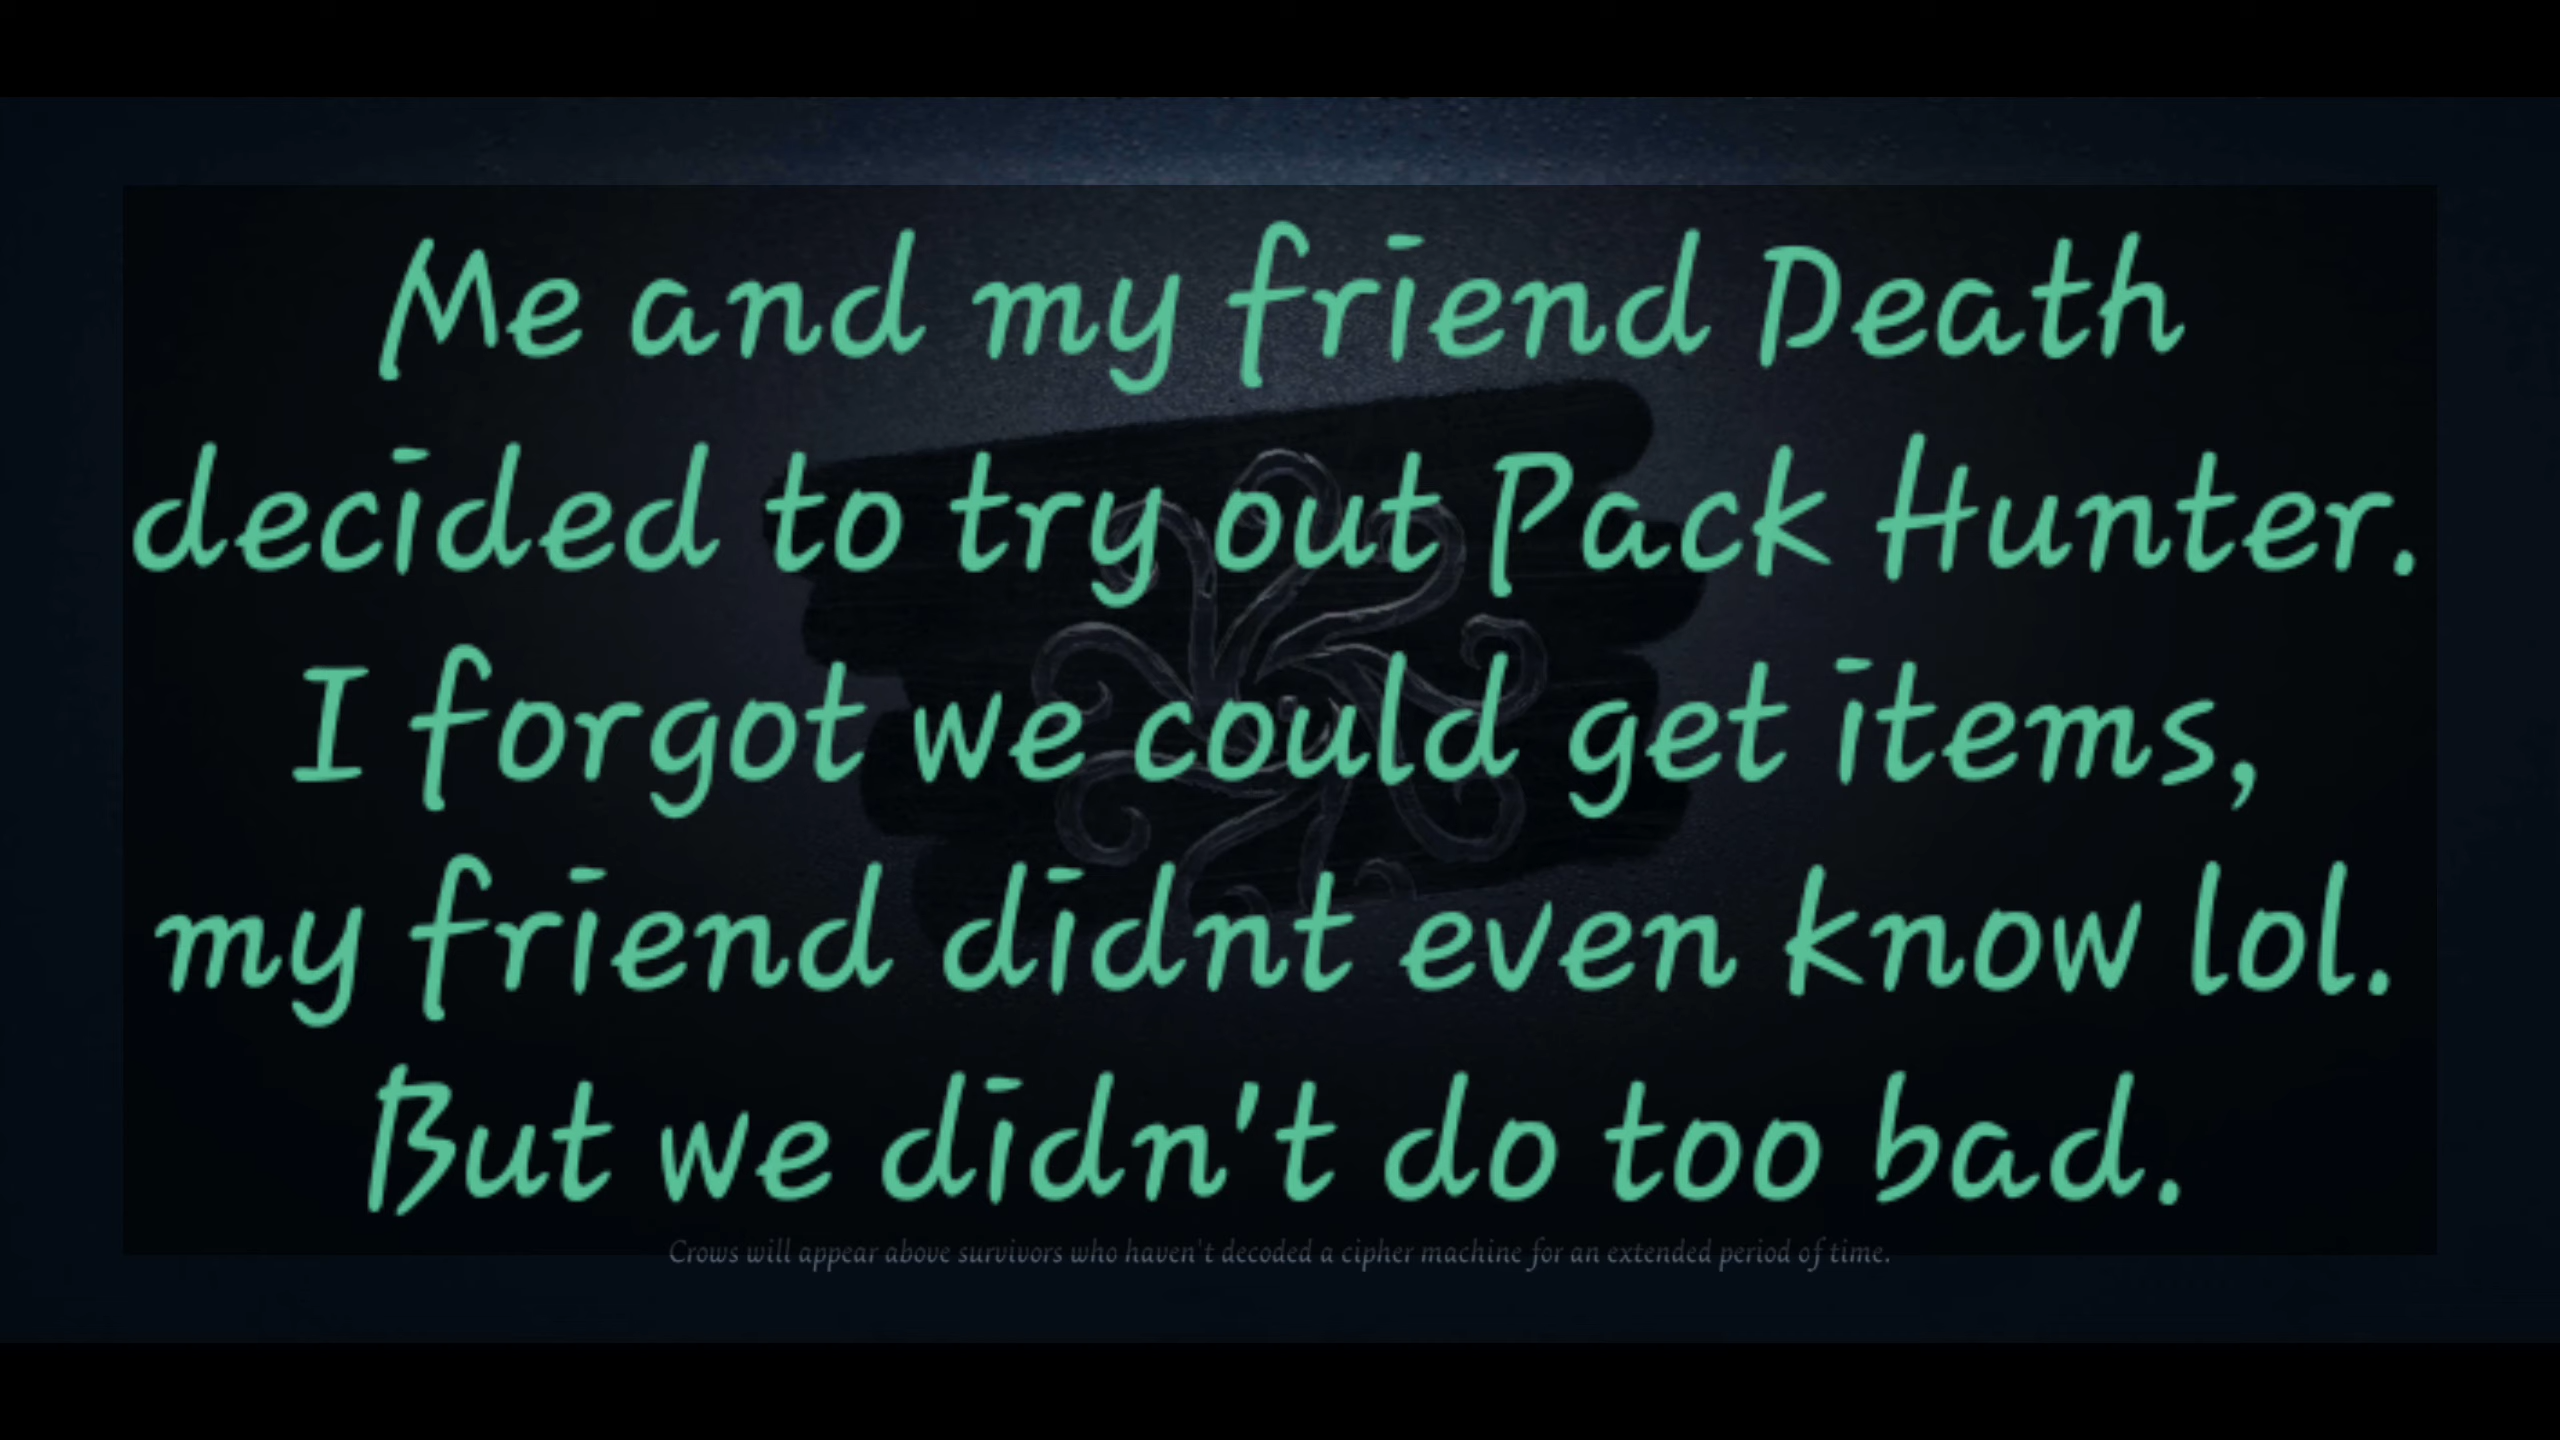 Me and my friend Death
decided to try out Pack Hunter.
I forgot we could get items,
my friend didnt even know lol.
But we didn't do too bad.
Crows will appear above survivors who haven't decoded a cipher machine for an extended period of time.